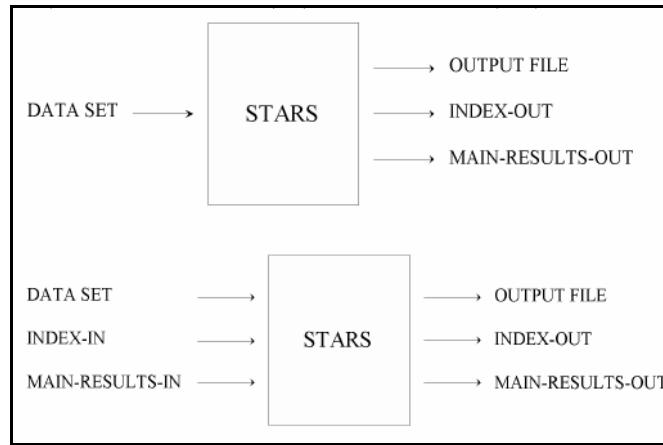 DATA SET
STARS
OUTPUT FILE
INDEX-OUT
MAIN-RESULTS-OUT
DATA SET
INDEX-IN
MAIN-RESULTS-IN
STARS
OUTPUT FILE
INDEX-OUT
MAIN-RESULTS-OUT